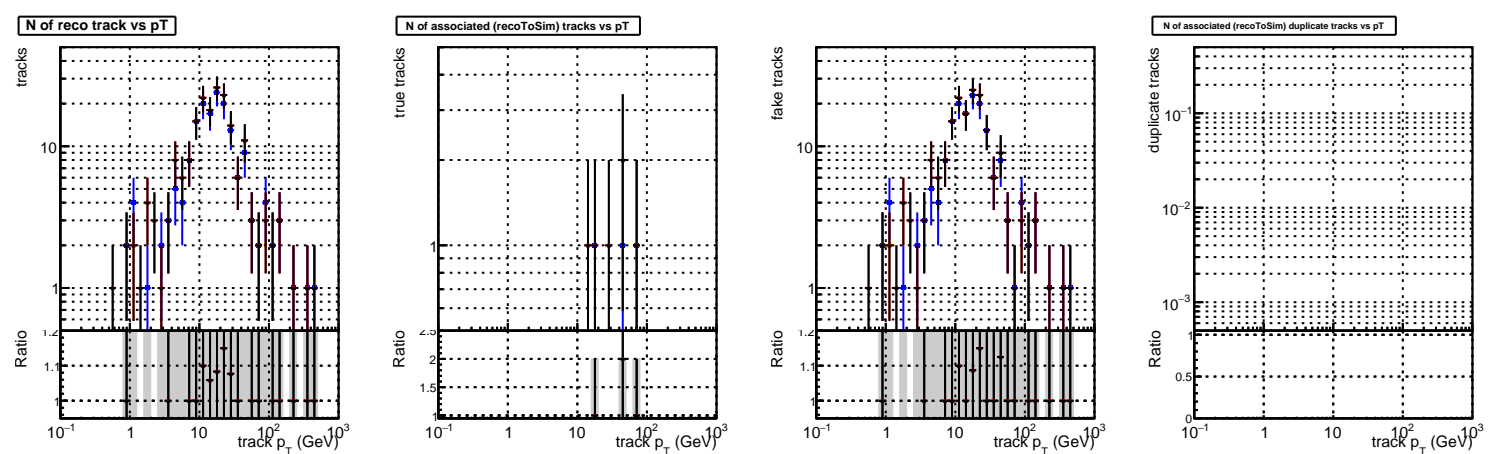 N of reco track vs pT
tracks
10
1
Ratio
1.2
1.1
1
10⁻¹ 1 10 10² 10³
track p_T (GeV)
N of associated (recoToSim) tracks vs pT
true tracks
1
Ratio
2.5
2
1.5
1
10⁻¹ 1 10 10² 10³
track p_T (GeV)
fake tracks
10
1
Ratio
1.2
1.1
1
10⁻¹ 1 10 10² 10³
track p_T (GeV)
N of associated (recoToSim) duplicate tracks vs pT
duplicate tracks
10⁻¹
10⁻²
10⁻³
Ratio
1
0.5
0
10⁻¹ 1 10 10² 10³
track p_T (GeV)